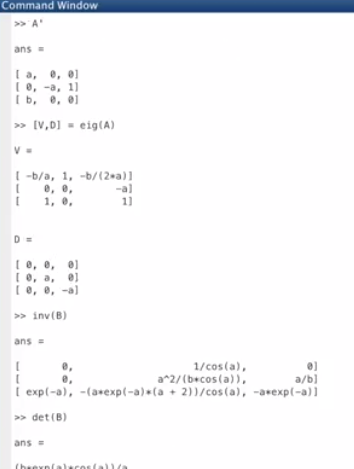 Command Window
>> A'
ans =
[ a,  0, 0]
[ 0, -a, 1]
[ b,  0, 0]
>> [V,D] = eig(A)
V =
[ -b/a, 1, -b/(2*a)]
[    0, 0,       -a]
[    1, 0,        1]
D =
[ 0, 0,  0]
[ 0, a,  0]
[ 0, 0, -a]
>> inv(B)
ans =
[       0,                    1/cos(a),           0]
[       0,              a^2/(b*cos(a)),         a/b]
[ exp(-a), -(a*exp(-a)*(a + 2))/cos(a), -a*exp(-a)]
>> det(B)
ans =
(b*exp(a)*cos(a))/a